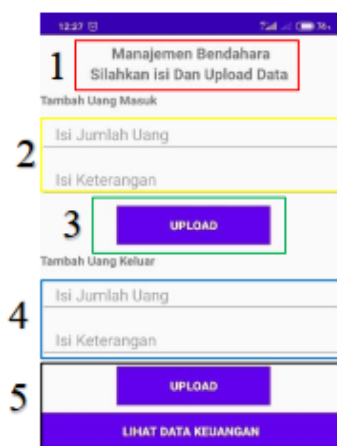 12:27
1
Manajemen Bendahara
Silahkan isi Dan Upload Data
Tambah Uang Masuk
2
Isi Jumlah Uang
Isi Keterangan
3
UPLOAD
Tambah Uang Keluar
4
Isi Jumlah Uang
Isi Keterangan
5
UPLOAD
LIHAT DATA KEUANGAN